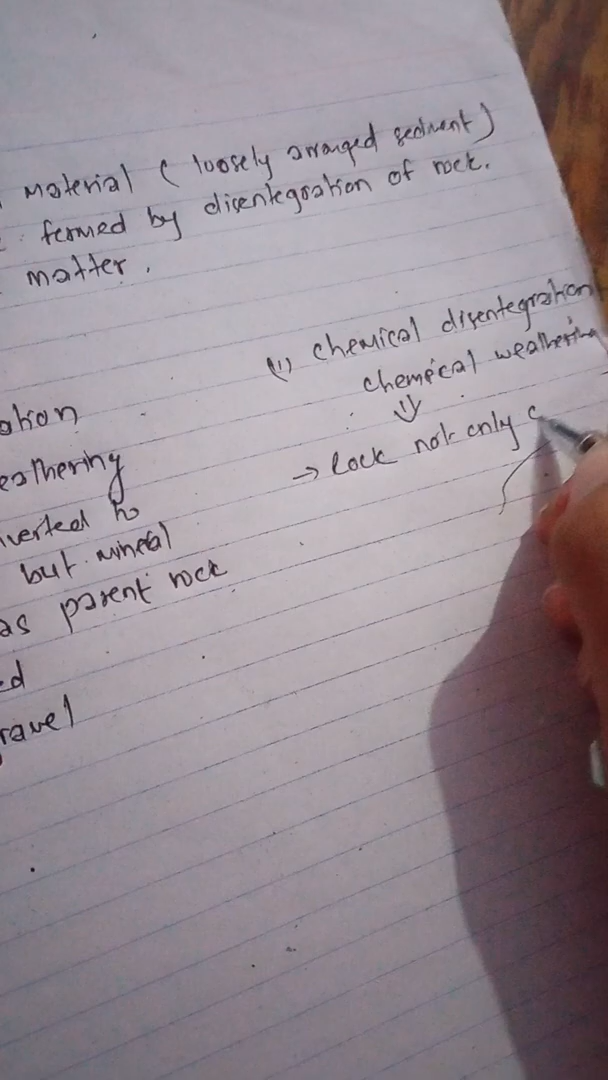 material ( loosely arranged sediment )
formed by disentegration of rock.
matter.
(ii) chemical disentegration
chemical weathering
⇓
→ Rock not only c
ation
eathering
verted to
but mineral
as parent rock
ed
ravel